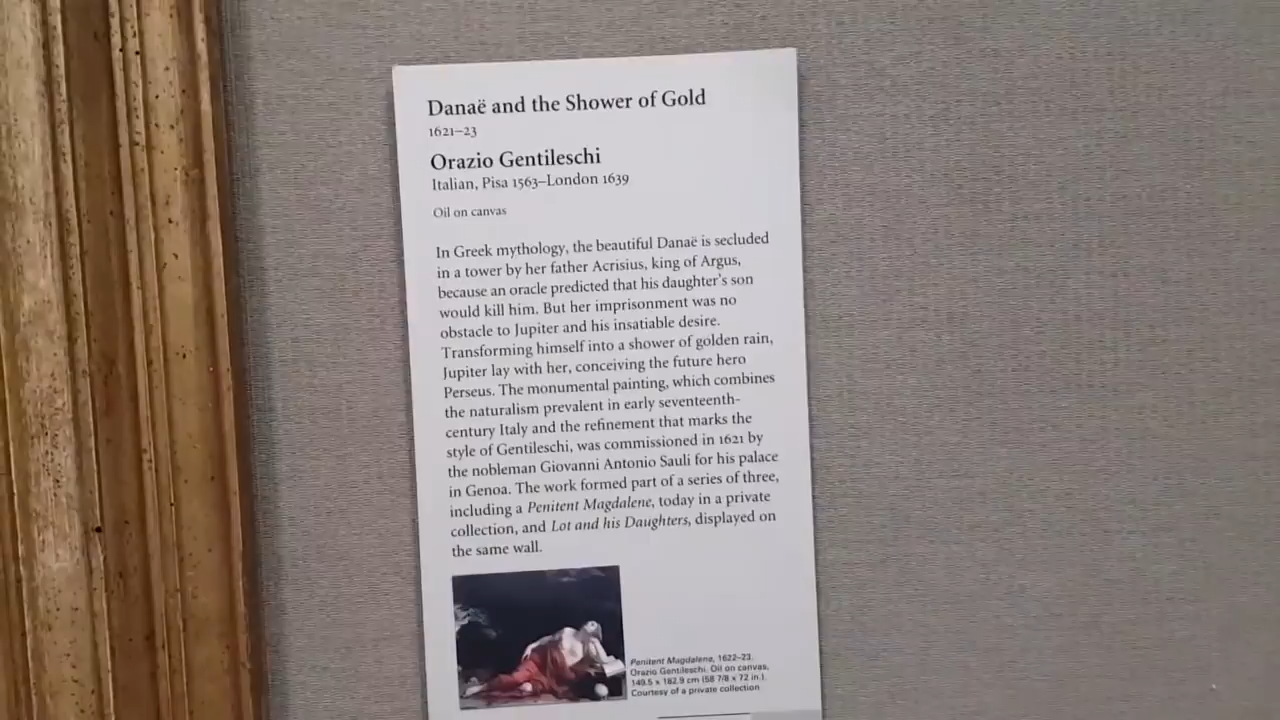 Danaë and the Shower of Gold
1621–23
Orazio Gentileschi
Italian, Pisa 1563–London 1639
Oil on canvas
In Greek mythology, the beautiful Danaë is secluded
in a tower by her father Acrisius, king of Argus,
because an oracle predicted that his daughter's son
would kill him. But her imprisonment was no
obstacle to Jupiter and his insatiable desire.
Transforming himself into a shower of golden rain,
Jupiter lay with her, conceiving the future hero
Perseus. The monumental painting, which combines
the naturalism prevalent in early seventeenth-
century Italy and the refinement that marks the
style of Gentileschi, was commissioned in 1621 by
the nobleman Giovanni Antonio Sauli for his palace
in Genoa. The work formed part of a series of three,
including a Penitent Magdalene, today in a private
collection, and Lot and his Daughters, displayed on
the same wall.
Penitent Magdalene, 1622–23.
Orazio Gentileschi. Oil on canvas,
149.5 x 182.9 cm (58 7/8 x 72 in.).
Courtesy of a private collection